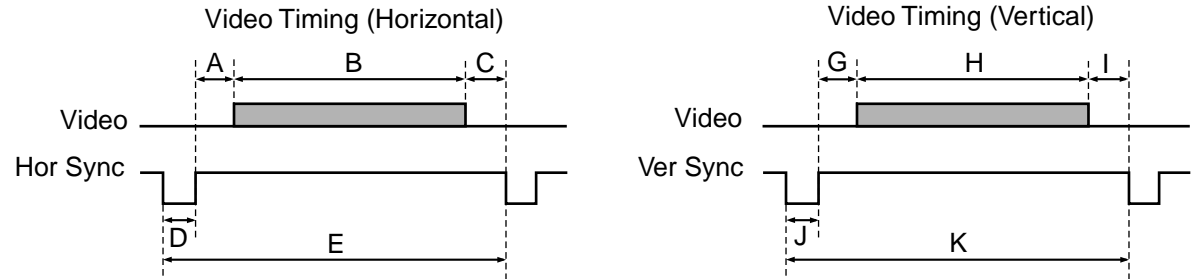 Video Timing (Horizontal)
A B C
Video
Hor Sync
D
E
Video Timing (Vertical)
G H I
Video
Ver Sync
J
K